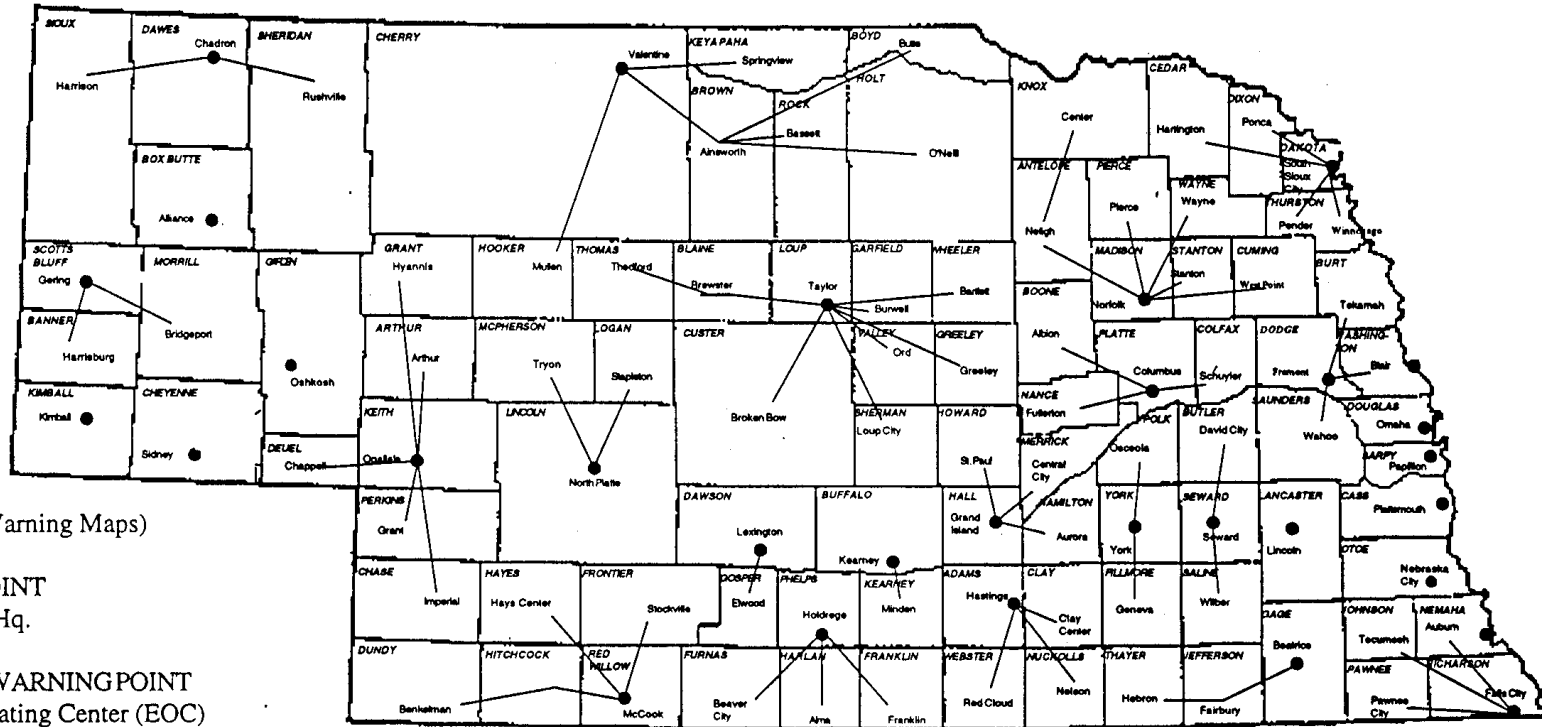 SIOUX
DAWES
Chadron
SHERIDAN
CHERRY
Harrison
Rushville
Valentine
KEYAPAHA
Springview
BOYD
Butte
HOLT
BROWN
ROCK
Bassett
Ainsworth
O'Neill
KNOX
Center
CEDAR
Hartington
DIXON
Ponca
DAKOTA
South
Sioux
City
BOX BUTTE
Alliance
ANTELOPE
Neligh
PIERCE
Pierce
WAYNE
Wayne
THURSTON
Pender
Winnebago
SCOTTS
BLUFF
Gering
MORRILL
Bridgeport
GARDEN
Oshkosh
GRANT
Hyannis
HOOKER
Mullen
THOMAS
Thedford
BLAINE
Brewster
LOUP
Taylor
GARFIELD
Burwell
WHEELER
Bartlett
MADISON
Norfolk
STANTON
Stanton
CUMING
West Point
BURT
Tekamah
BANNER
Harrisburg
ARTHUR
Arthur
MCPHERSON
Tryon
LOGAN
Stapleton
CUSTER
Broken Bow
VALLEY
Ord
GREELEY
Greeley
BOONE
Albion
PLATTE
Columbus
COLFAX
Schuyler
DODGE
Fremont
WASHING-
TON
Blair
KIMBALL
Kimball
CHEYENNE
Sidney
DEUEL
Chappell
KEITH
Ogallala
LINCOLN
North Platte
SHERMAN
Loup City
HOWARD
St. Paul
NANCE
Fullerton
MERRICK
Central
City
POLK
Osceola
BUTLER
David City
SAUNDERS
Wahoo
DOUGLAS
Omaha
SARPY
Papillion
PERKINS
Grant
DAWSON
Lexington
BUFFALO
Kearney
HALL
Grand
Island
HAMILTON
Aurora
YORK
York
SEWARD
Seward
LANCASTER
Lincoln
CASS
Plattsmouth
OTOE
Nebraska
City
CHASE
Imperial
HAYES
Hays Center
FRONTIER
Stockville
GOSPER
Elwood
PHELPS
Holdrege
KEARNEY
Minden
ADAMS
Hastings
CLAY
Clay
Center
FILLMORE
Geneva
SALINE
Wilber
GAGE
Beatrice
JOHNSON
Tecumseh
NEMAHA
Auburn
DUNDY
Benkelman
HITCHCOCK
RED
WILLOW
McCook
FURNAS
Beaver
City
HARLAN
Alma
FRANKLIN
Franklin
WEBSTER
Red Cloud
NUCKOLLS
Nelson
THAYER
Hebron
JEFFERSON
Fairbury
PAWNEE
Pawnee
City
RICHARSON
Falls City
Warning Maps)
OINT
Hq.
WARNING POINT
ating Center (EOC)